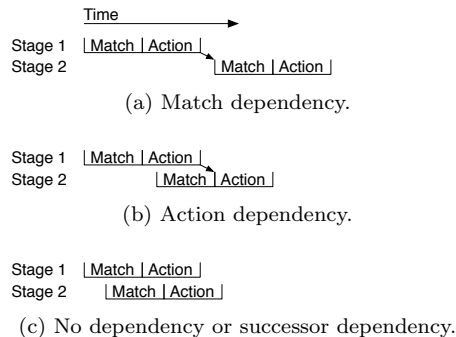 Time
Stage 1 Match Action
Stage 2 Match Action
(a) Match dependency.
Stage 1 Match Action
Stage 2 Match Action
(b) Action dependency.
Stage 1 Match Action
Stage 2 Match Action
(c) No dependency or successor dependency.